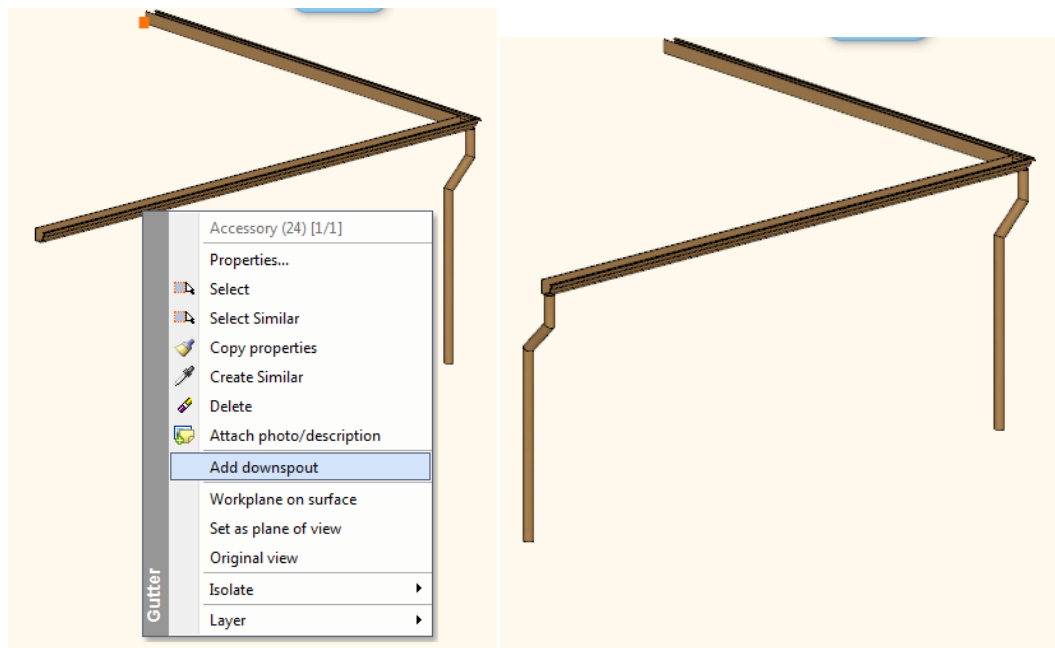 Accessory (24) [1/1]
Properties...
Select
Select Similar
Copy properties
Create Similar
Delete
Attach photo/description
Add downspout
Workplane on surface
Set as plane of view
Original view
Isolate
Layer
Gutter